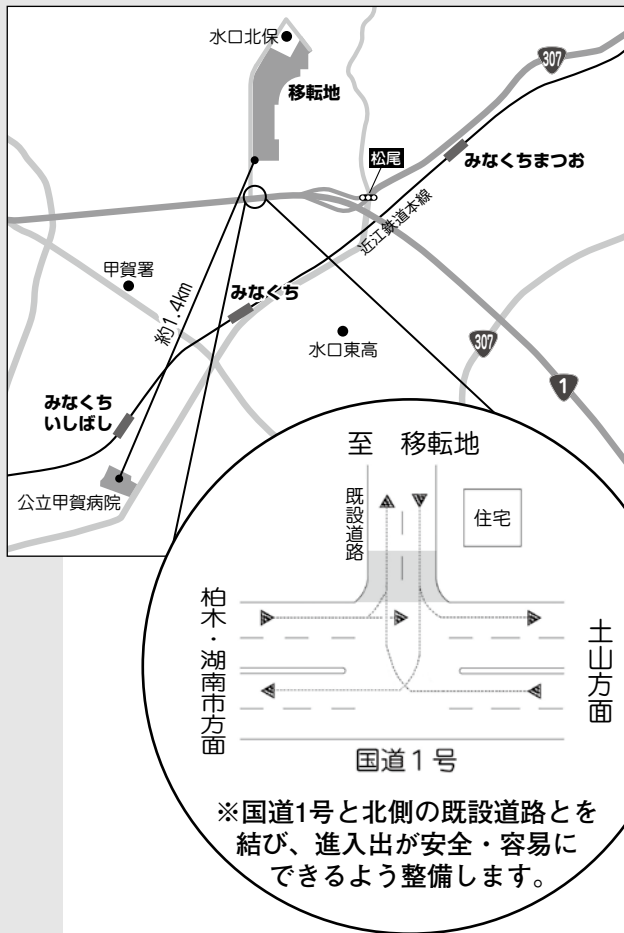 水口北保
移転地
307
松尾
みなくちまつお
近江鉄道本線
甲賀署
約1.4km
みなくち
水口東高
307
1
みなくち
いしばし
公立甲賀病院
至 移転地
既設道路
住宅
柏木・湖南市方面
土山方面
国道1号
※国道1号と北側の既設道路とを
結び、進入出が安全・容易に
できるよう整備します。